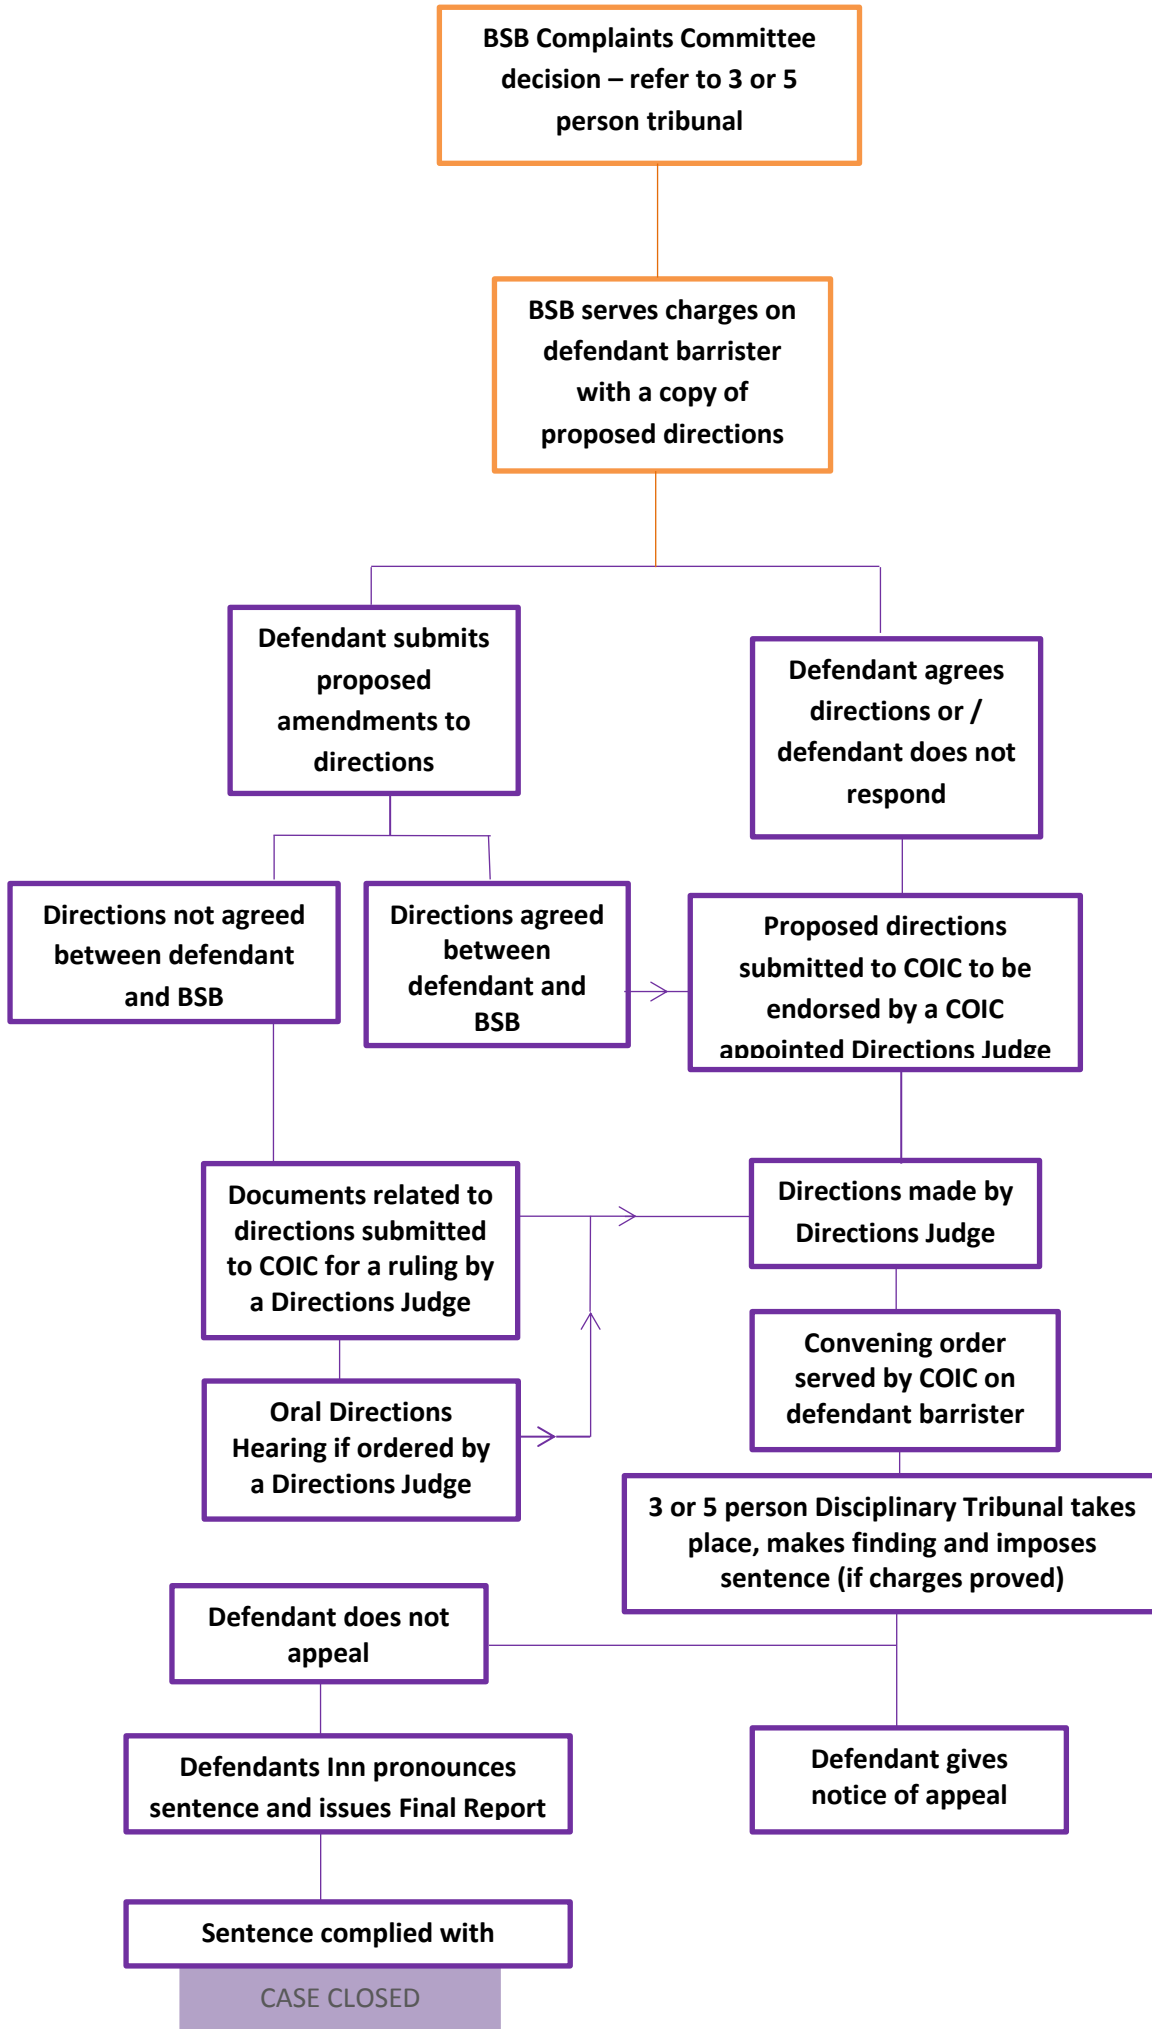 BSB Complaints Committee
decision – refer to 3 or 5
person tribunal
BSB serves charges on
defendant barrister
with a copy of
proposed directions
Defendant submits
proposed
amendments to
directions
Defendant agrees
directions or /
defendant does not
respond
Directions not agreed
between defendant
and BSB
Directions agreed
between
defendant and
BSB
Proposed directions
submitted to COIC to be
endorsed by a COIC
appointed Directions Judge
Documents related to
directions submitted
to COIC for a ruling by
a Directions Judge
Directions made by
Directions Judge
Oral Directions
Hearing if ordered by
a Directions Judge
Convening order
served by COIC on
defendant barrister
3 or 5 person Disciplinary Tribunal takes
place, makes finding and imposes
sentence (if charges proved)
Defendant does not
appeal
Defendants Inn pronounces
sentence and issues Final Report
Defendant gives
notice of appeal
Sentence complied with
CASE CLOSED